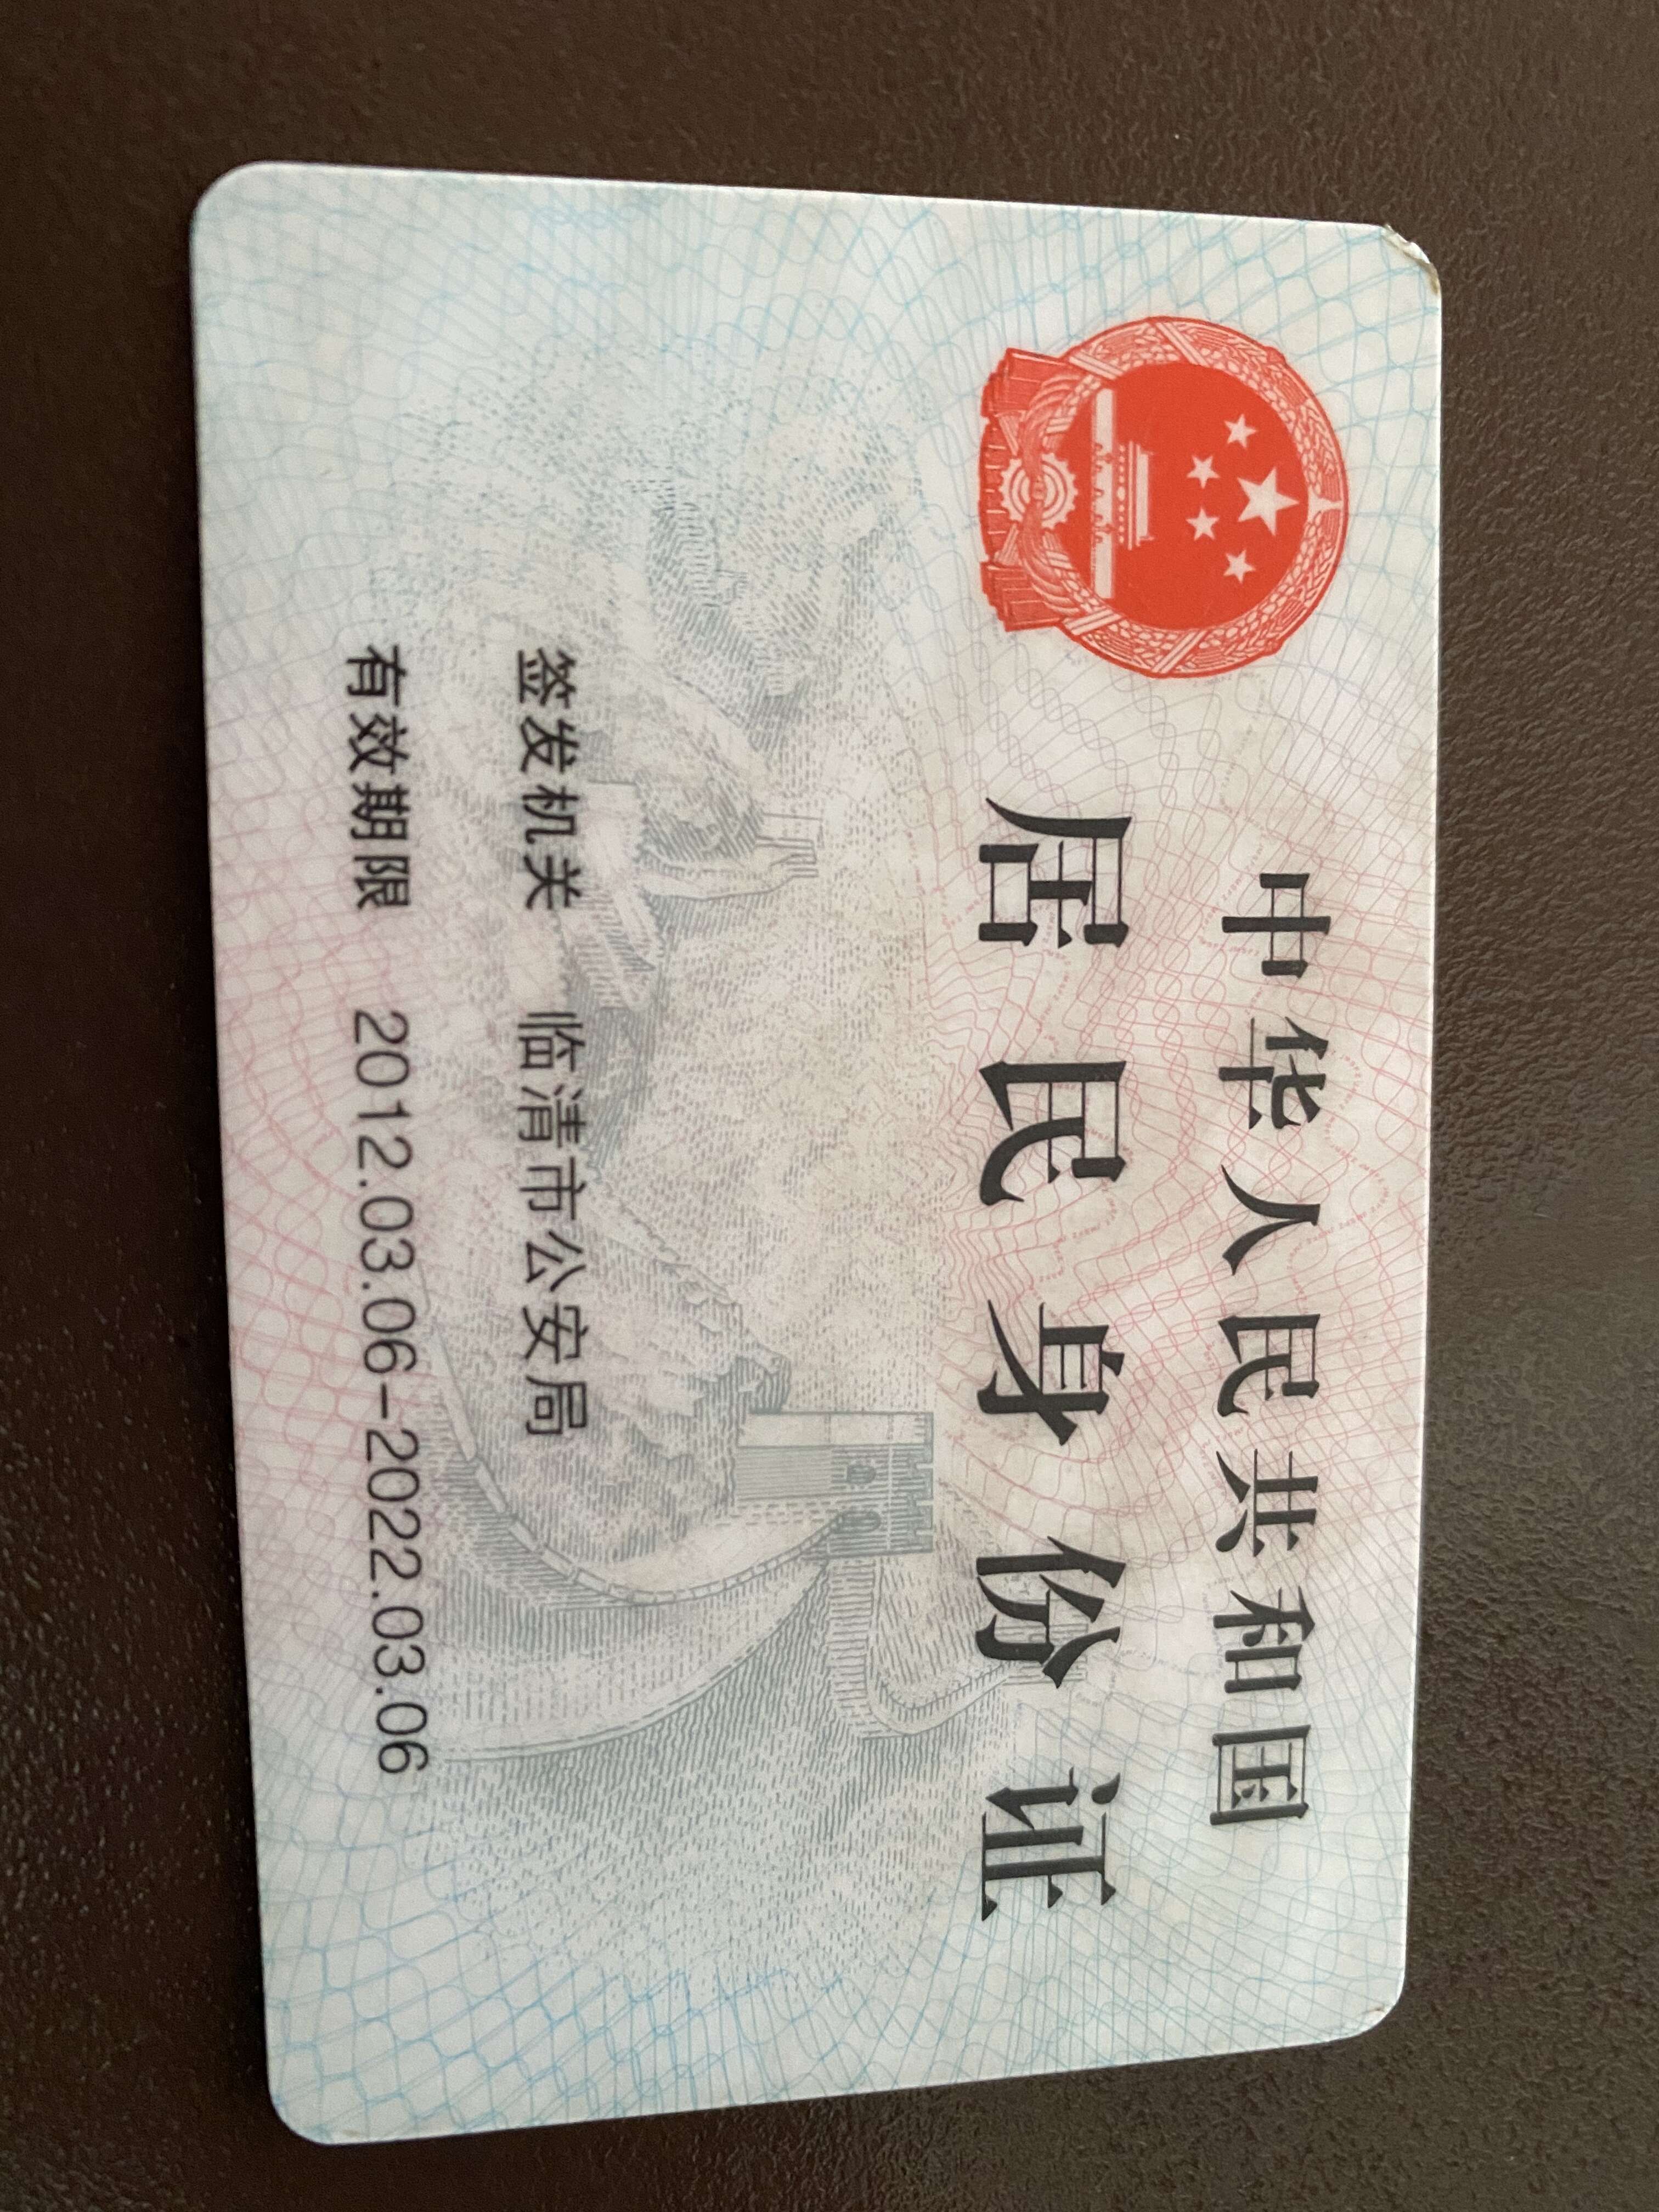 中华人民共和国
居民身份证
签发机关 临清市公安局
有效期限 2012.03.06-2022.03.06